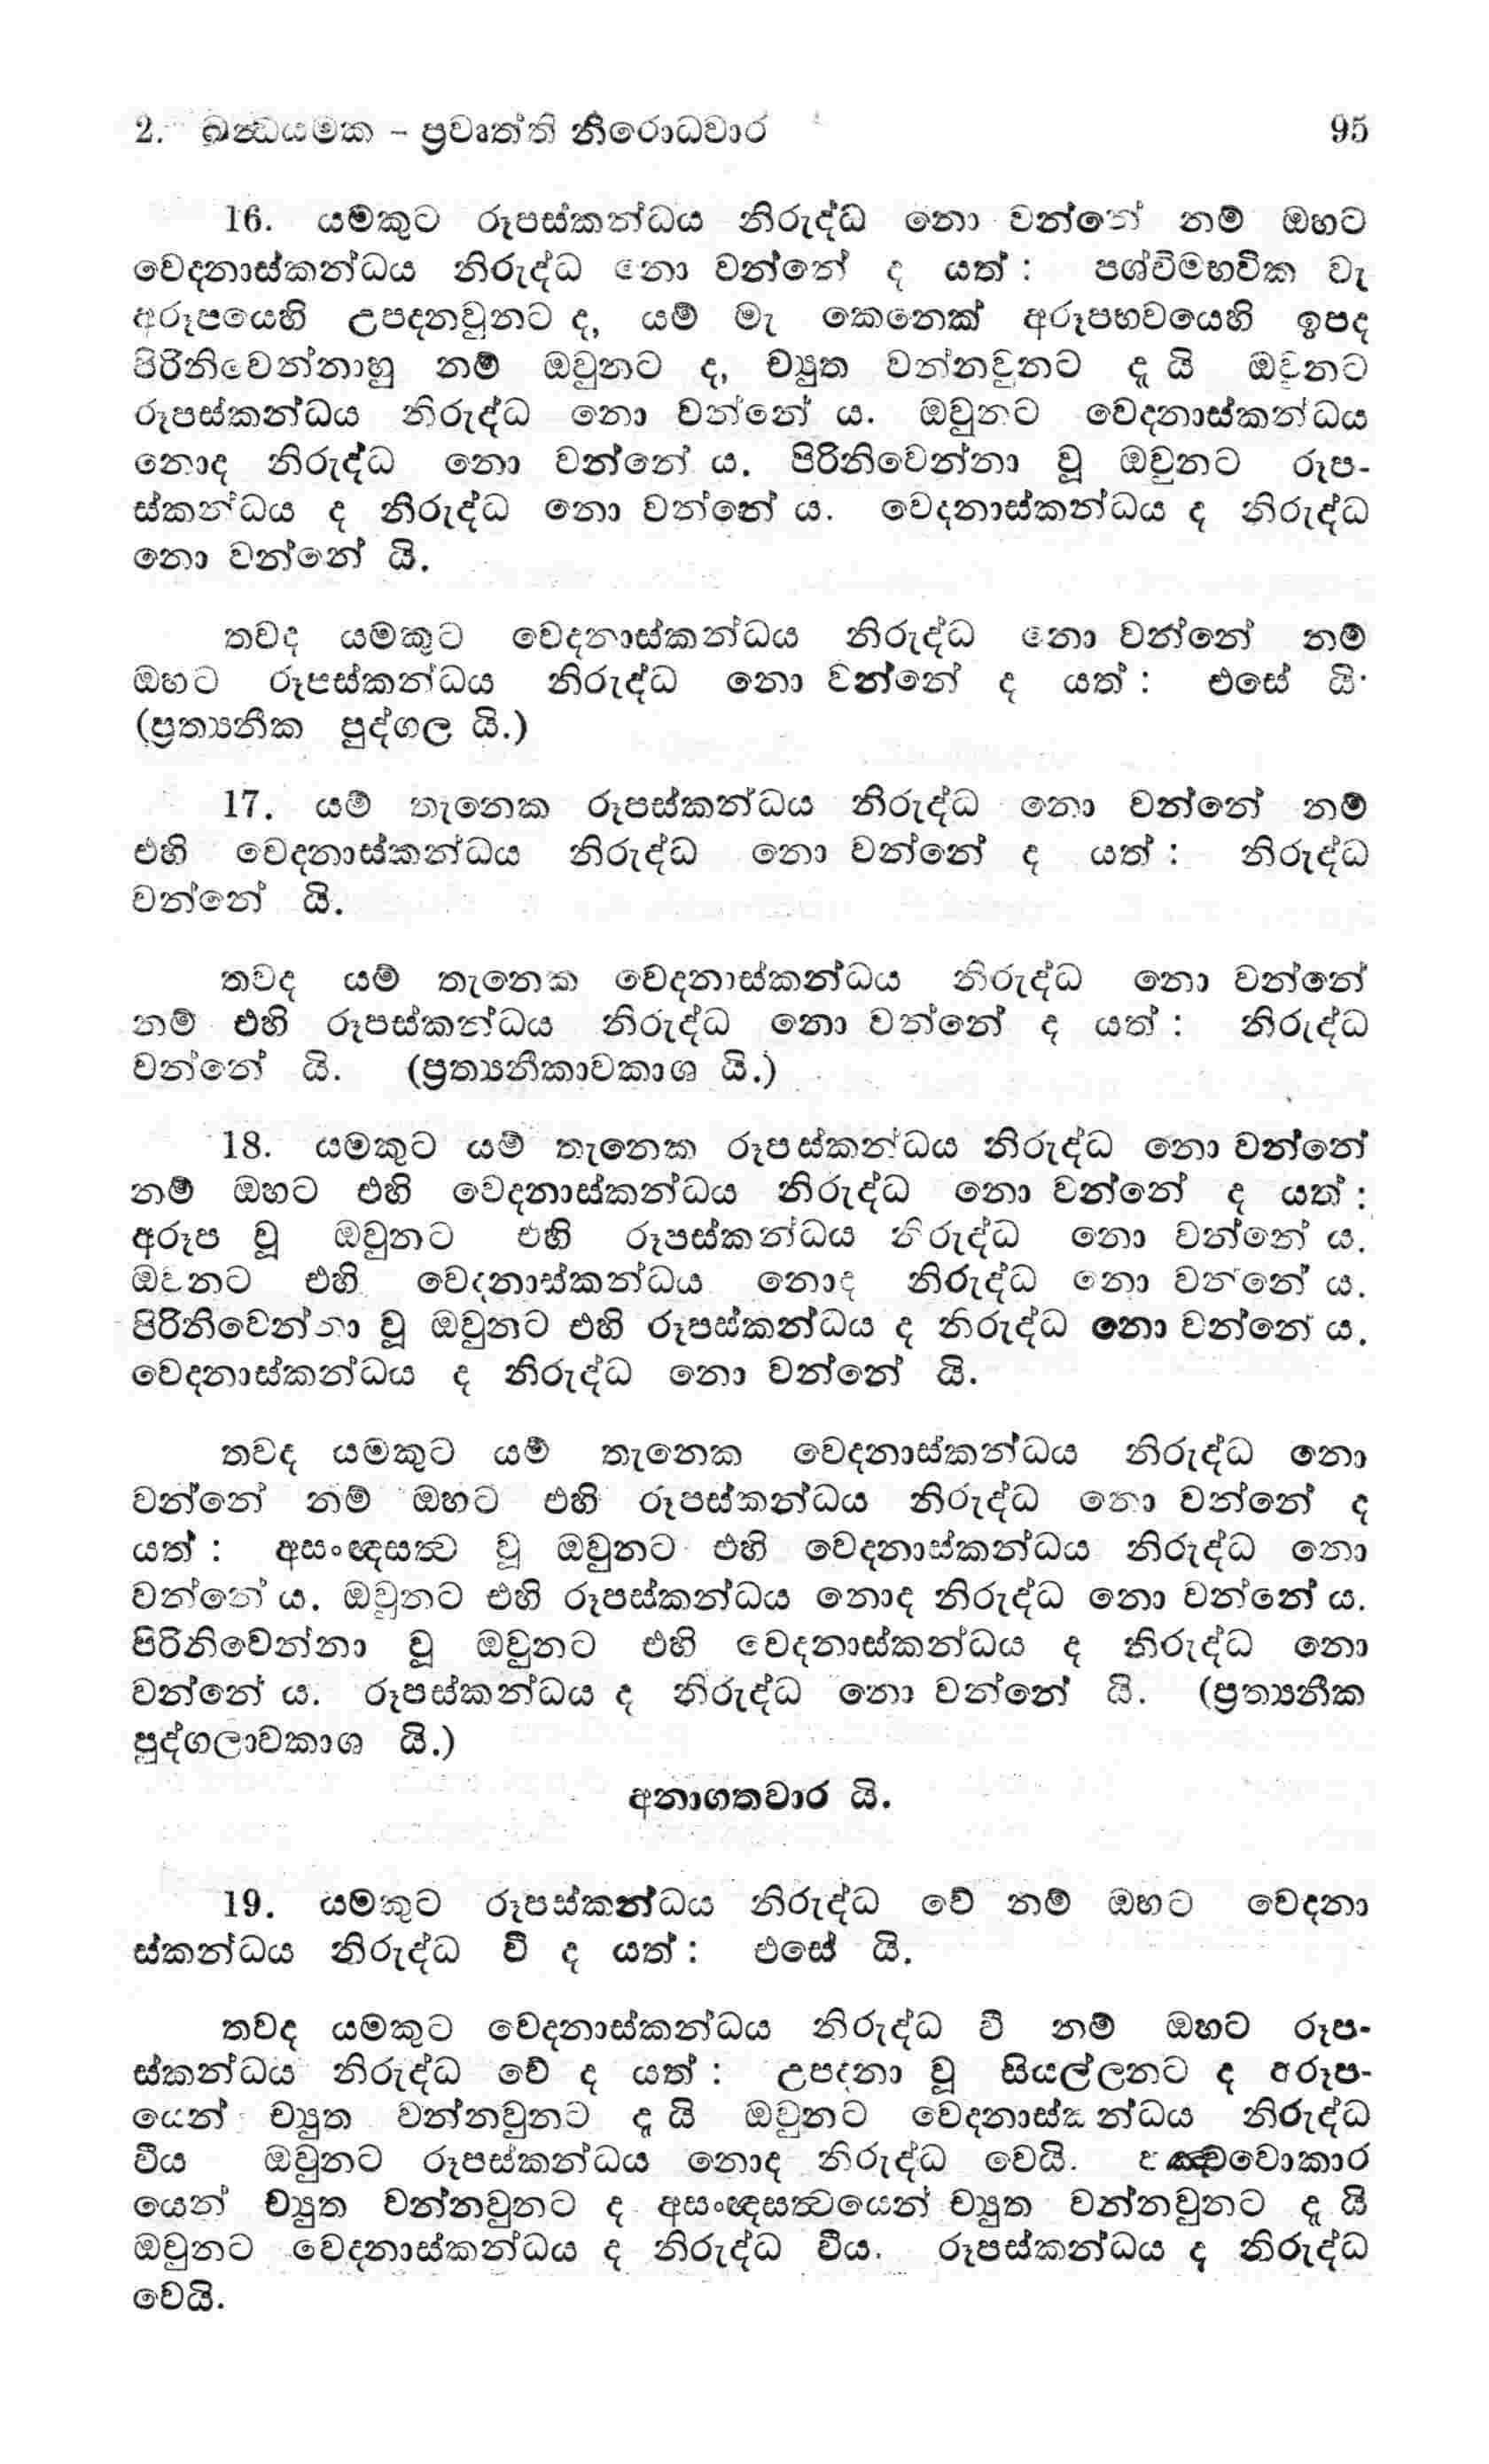 2. ඛන්ධයමක - ප්‍රවෘත්ති නිරොධවාර 95
16. යමකුට රූපස්කන්ධය නිරුද්ධ නො වන්නේ නම් ඔහට
වෙදනාස්කන්ධය නිරුද්ධ නො වන්නේ ද යත් : පශ්චිමභවික වැ
අරූපයෙහි උපදනවුනට ද, යම් මැ කෙනෙක් අරූපභවයෙහි ඉපද
පිරිනිවෙන්නාහු නම් ඔවුනට ද, ච්‍යුත වන්නවුනට ද යි ඔවුනට
රූපස්කන්ධය නිරුද්ධ නො වන්නේ ය. ඔවුනට වෙදනාස්කන්ධය
නොද නිරුද්ධ නො වන්නේ ය. පිරිනිවෙන්නා වූ ඔවුනට රූප-
ස්කන්ධය ද නිරුද්ධ නො වන්නේ ය. වෙදනාස්කන්ධය ද නිරුද්ධ
නො වන්නේ යි.
තවද යමකුට වෙදනාස්කන්ධය නිරුද්ධ නො වන්නේ නම්
ඔහට රූපස්කන්ධය නිරුද්ධ නො වන්නේ ද යත් : එසේ යි.
(ප්‍රත්‍යනීක පුද්ගල යි.)
17. යම් තැනෙක රූපස්කන්ධය නිරුද්ධ නො වන්නේ නම්
එහි වෙදනාස්කන්ධය නිරුද්ධ නො වන්නේ ද යත් : නිරුද්ධ
වන්නේ යි.
තවද යම් තැනෙක වෙදනාස්කන්ධය නිරුද්ධ නො වන්නේ
නම් එහි රූපස්කන්ධය නිරුද්ධ නො වන්නේ ද යත් : නිරුද්ධ
වන්නේ යි. (ප්‍රත්‍යනීකාවකාශ යි.)
18. යමකුට යම් තැනෙක රූපස්කන්ධය නිරුද්ධ නො වන්නේ
නම් ඔහට එහි වෙදනාස්කන්ධය නිරුද්ධ නො වන්නේ ද යත් :
අරූප වූ ඔවුනට එහි රූපස්කන්ධය නිරුද්ධ නො වන්නේ ය.
ඔවුනට එහි වෙදනාස්කන්ධය නොද නිරුද්ධ නො වන්නේ ය.
පිරිනිවෙන්නා වූ ඔවුනට එහි රූපස්කන්ධය ද නිරුද්ධ නො වන්නේ ය.
වෙදනාස්කන්ධය ද නිරුද්ධ නො වන්නේ යි.
තවද යමකුට යම් තැනෙක වෙදනාස්කන්ධය නිරුද්ධ නො
වන්නේ නම් ඔහට එහි රූපස්කන්ධය නිරුද්ධ නො වන්නේ ද
යත් : අසංඥසත්‍ව වූ ඔවුනට එහි වෙදනාස්කන්ධය නිරුද්ධ නො
වන්නේ ය. ඔවුනට එහි රූපස්කන්ධය නොද නිරුද්ධ නො වන්නේ ය.
පිරිනිවෙන්නා වූ ඔවුනට එහි වෙදනාස්කන්ධය ද නිරුද්ධ නො
වන්නේ ය. රූපස්කන්ධය ද නිරුද්ධ නො වන්නේ යි. (ප්‍රත්‍යනීක
පුද්ගලාවකාශ යි.)
අනාගතවාර යි.
19. යමකුට රූපස්කන්ධය නිරුද්ධ වේ නම් ඔහට වෙදනා
ස්කන්ධය නිරුද්ධ වී ද යත් : එසේ යි.
තවද යමකුට වෙදනාස්කන්ධය නිරුද්ධ වී නම් ඔහට රූප-
ස්කන්ධය නිරුද්ධ වේ ද යත් : උපදනා වූ සියල්ලනට ද අරූප-
යෙන් ච්‍යුත වන්නවුනට ද යි ඔවුනට වෙදනාස්කන්ධය නිරුද්ධ
වීය ඔවුනට රූපස්කන්ධය නොද නිරුද්ධ වෙයි. පඤ්චවොකාර
යෙන් ච්‍යුත වන්නවුනට ද අසංඥසත්‍වයෙන් ච්‍යුත වන්නවුනට ද යි
ඔවුනට වෙදනාස්කන්ධය ද නිරුද්ධ වීය. රූපස්කන්ධය ද නිරුද්ධ
වෙයි.